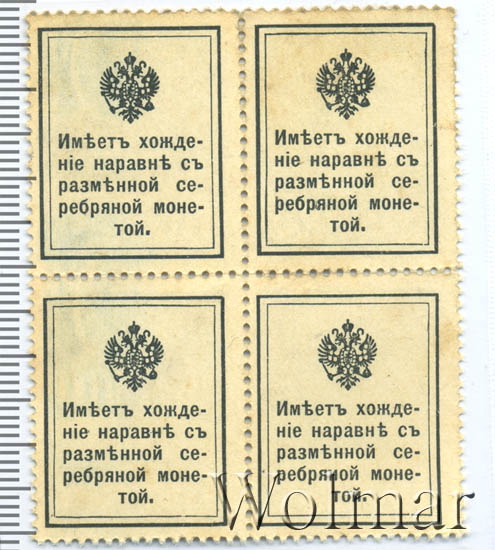 Имѣетъ хожде-
ніе наравнѣ съ
размѣнной се-
ребряной моне-
той.
Имѣетъ хожде-
ніе наравнѣ съ
размѣнной се-
ребряной моне-
той.
Имѣетъ хожде-
ніе наравнѣ съ
размѣнной се-
ребряной моне-
той.
Имѣетъ хожде-
ніе наравнѣ съ
размѣнной се-
ребряной моне-
той.
Wolmar